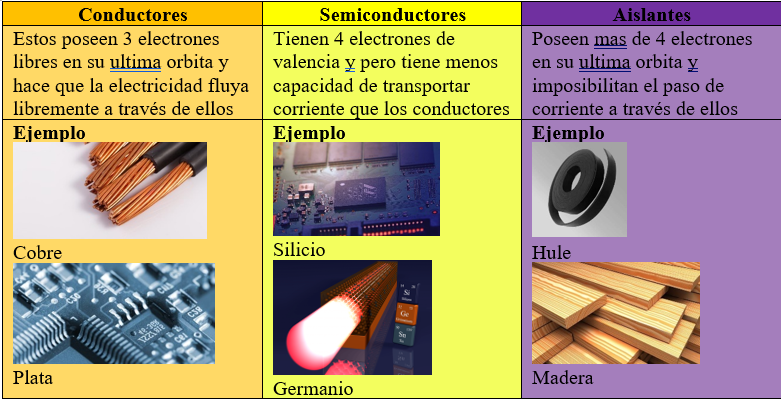 Conductores
Semiconductores
Aislantes
Estos poseen 3 electrones
libres en su ultima orbita y
hace que la electricidad fluya
libremente a través de ellos
Tienen 4 electrones de
valencia y pero tiene menos
capacidad de transportar
corriente que los conductores
Poseen mas de 4 electrones
en su ultima orbita y
imposibilitan el paso de
corriente a través de ellos
Ejemplo
Cobre
Plata
Ejemplo
Silicio
Si
Ge
Sn
Germanio
Ejemplo
Hule
Madera